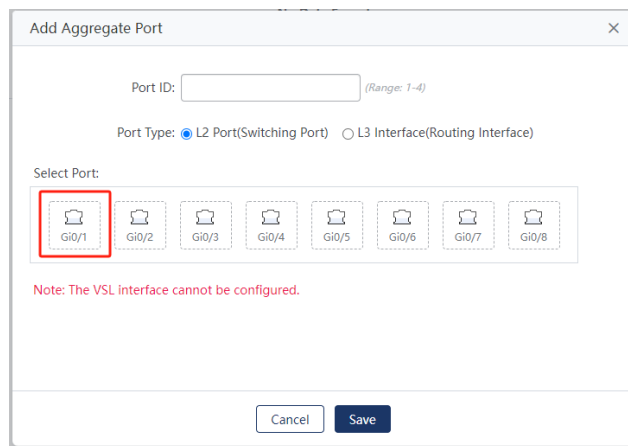 Add Aggregate Port
Port ID: (Range: 1-4)
Port Type: L2 Port(Switching Port) L3 Interface(Routing Interface)
Select Port:
Gi0/1 Gi0/2 Gi0/3 Gi0/4 Gi0/5 Gi0/6 Gi0/7 Gi0/8
Note: The VSL interface cannot be configured.
Cancel Save